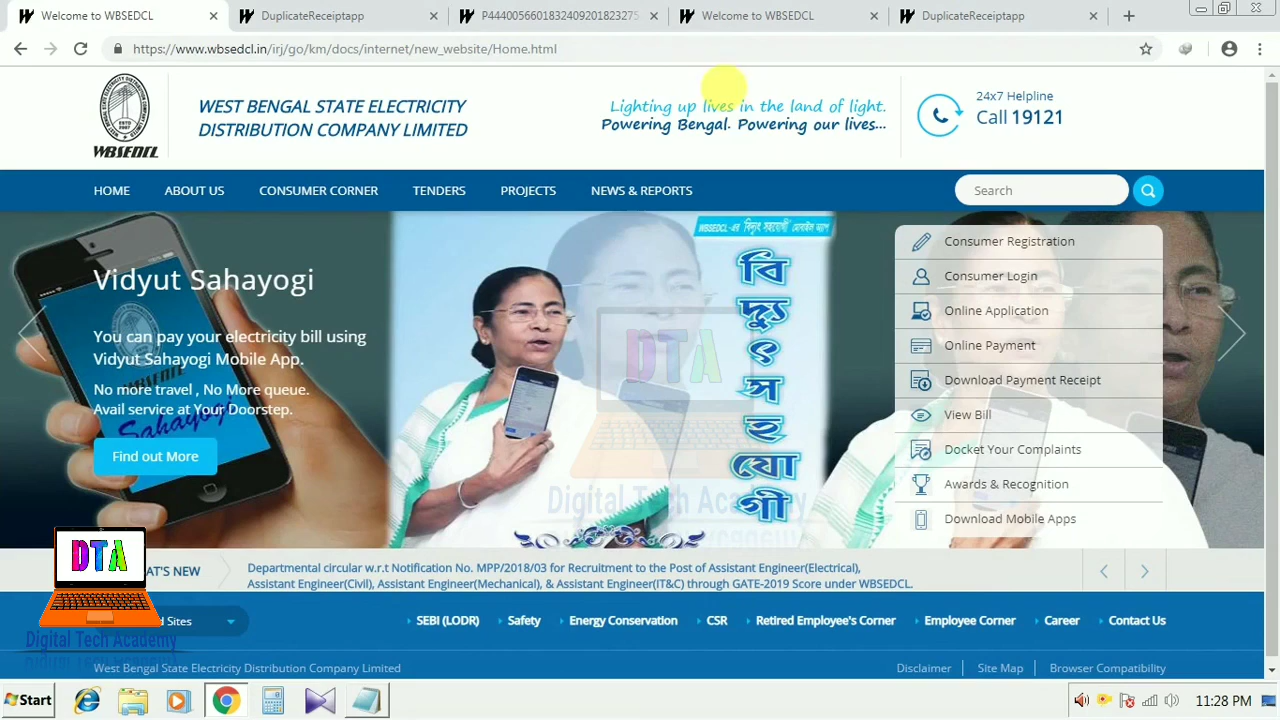 Welcome to WBSEDCL
DuplicateReceiptapp
P4440056601832409201823275
Welcome to WBSEDCL
DuplicateReceiptapp
https://www.wbsedcl.in/irj/go/km/docs/internet/new_website/Home.html
WBSEDCL
WEST BENGAL STATE ELECTRICITY
DISTRIBUTION COMPANY LIMITED
Lighting up lives in the land of light.
Powering Bengal. Powering our lives...
24x7 Helpline
Call 19121
HOME ABOUT US CONSUMER CORNER TENDERS PROJECTS NEWS & REPORTS
Search
WBSEDCL-এর 'বিদ্যুৎ সহযোগী' মোবাইল অ্যাপ
বিদ্যুৎ সহযোগী
Vidyut Sahayogi
You can pay your electricity bill using
Vidyut Sahayogi Mobile App.
No more travel , No More queue.
Avail service at Your Doorstep.
Sahayogi
Find out More
Consumer Registration
Consumer Login
Online Application
Online Payment
Download Payment Receipt
View Bill
Docket Your Complaints
Awards & Recognition
Download Mobile Apps
DTA
Digital Tech Academy
AT'S NEW
Departmental circular w.r.t Notification No. MPP/2018/03 for Recruitment to the Post of Assistant Engineer(Electrical),
Assistant Engineer(Civil), Assistant Engineer(Mechanical), & Assistant Engineer(IT&C) through GATE-2019 Score under WBSEDCL.
DTA
Digital Tech Academy
Sites
SEBI (LODR) Safety Energy Conservation CSR Retired Employee's Corner Employee Corner Career Contact Us
West Bengal State Electricity Distribution Company Limited
Disclaimer Site Map Browser Compatibility
Start
11:28 PM